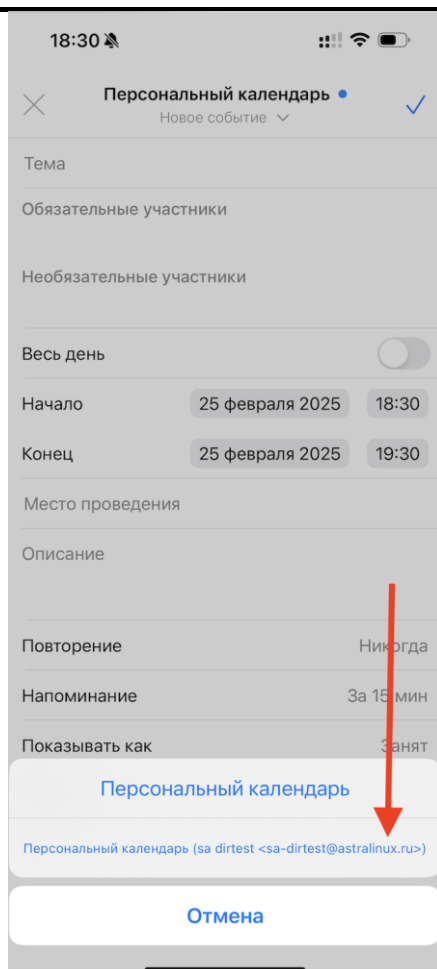 18:30
Персональный календарь
Новое событие
Тема
Обязательные участники
Необязательные участники
Весь день
Начало 25 февраля 2025 18:30
Конец 25 февраля 2025 19:30
Место проведения
Описание
Повторение Никогда
Напоминание За 15 мин
Показывать как Занят
Персональный календарь
Персональный календарь (sa dirtest <sa-dirtest@astralinux.ru>)
Отмена